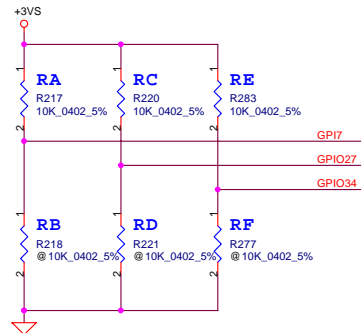 +3VS
1 1 1
RA RC RE
R217 R220 R283
10K_0402_5% 10K_0402_5% 10K_0402_5%
2 2 2
GPI7
GPIO27
GPIO34
1 1 1
RB RD RF
R218 R221 R277
@10K_0402_5% @10K_0402_5% @10K_0402_5%
2 2 2